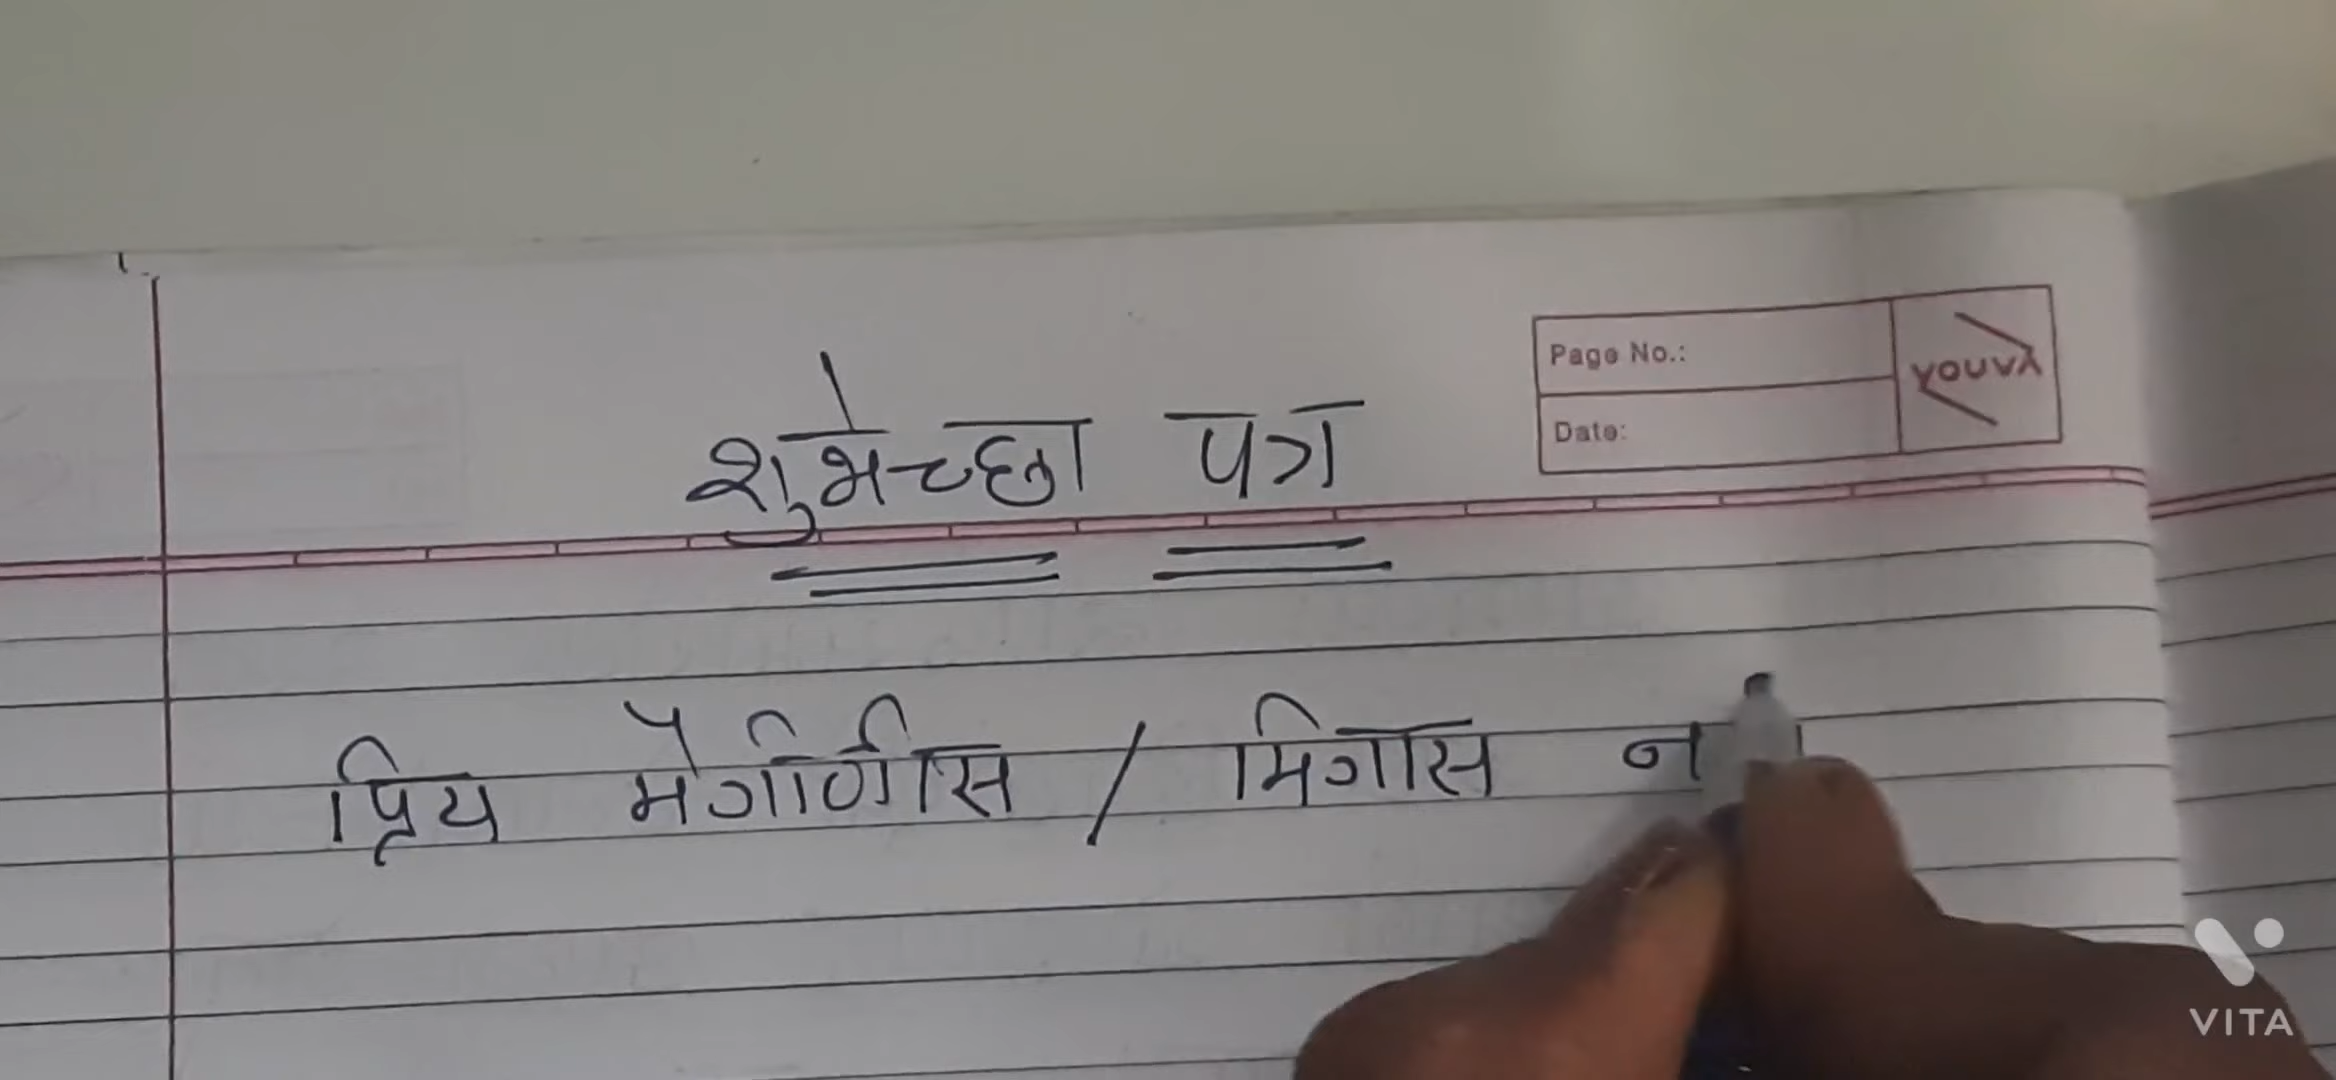 शुभेच्छा पत्र
Page No.:
Date:
YOUVA
प्रिय मैत्रीणीस / मित्रास
VITA